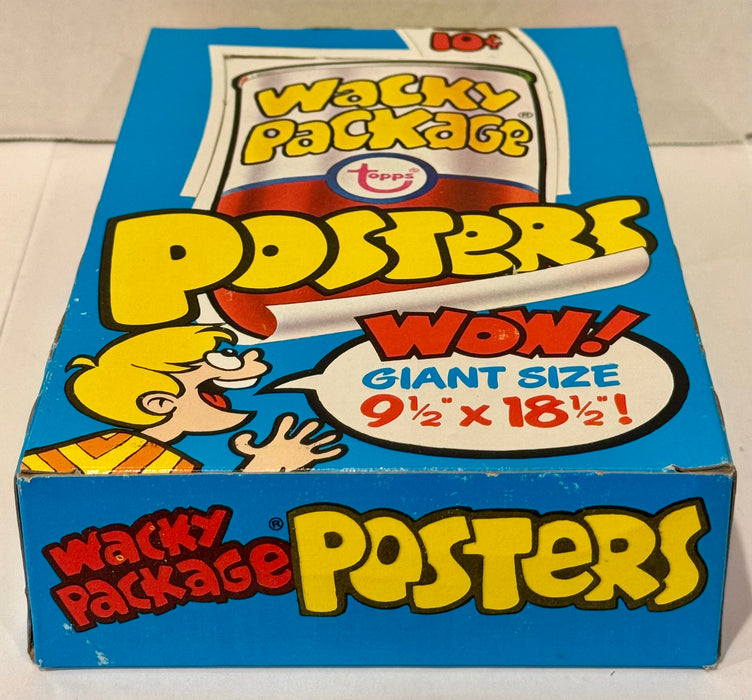 10¢
Wacky
Package®
topps®
Posters
Wow!
GIANT SIZE
9½" x 18½"!
Wacky
Package®
Posters